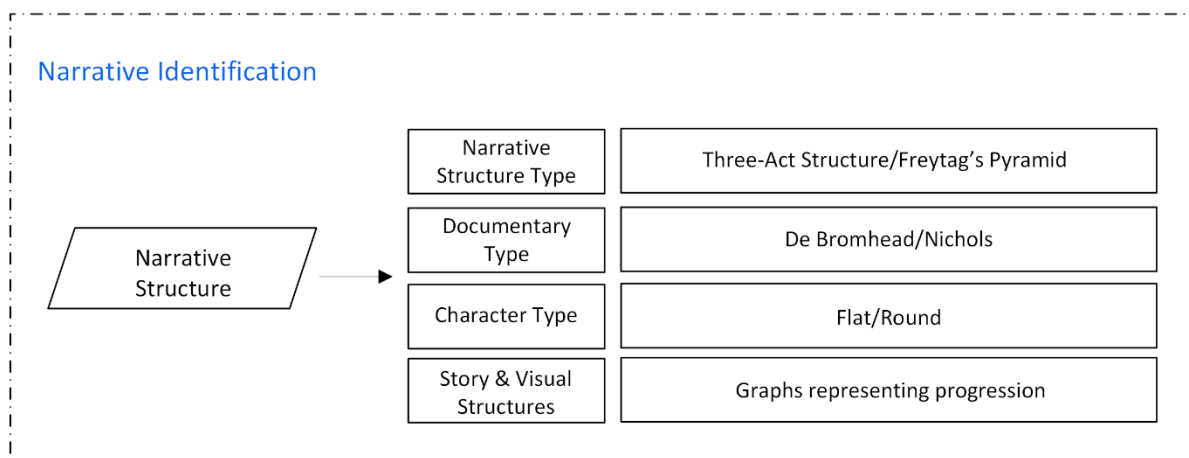 Narrative Identification
Narrative
Structure Type
Three-Act Structure/Freytag's Pyramid
Documentary
Type
De Bromhead/Nichols
Narrative
Structure
Character Type
Flat/Round
Story & Visual
Structures
Graphs representing progression